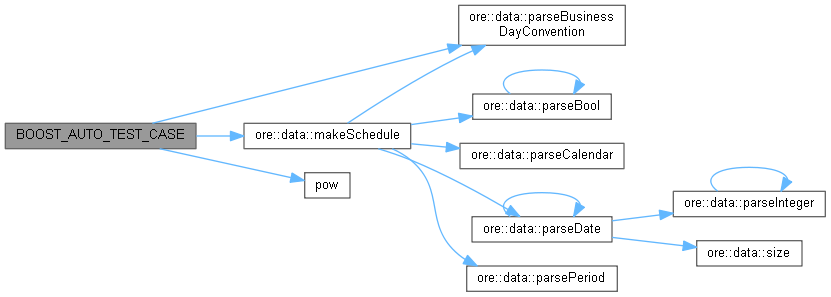 ore::data::parseBusiness
DayConvention
ore::data::parseBool
BOOST_AUTO_TEST_CASE
ore::data::makeSchedule
ore::data::parseCalendar
pow
ore::data::parseInteger
ore::data::parseDate
ore::data::size
ore::data::parsePeriod